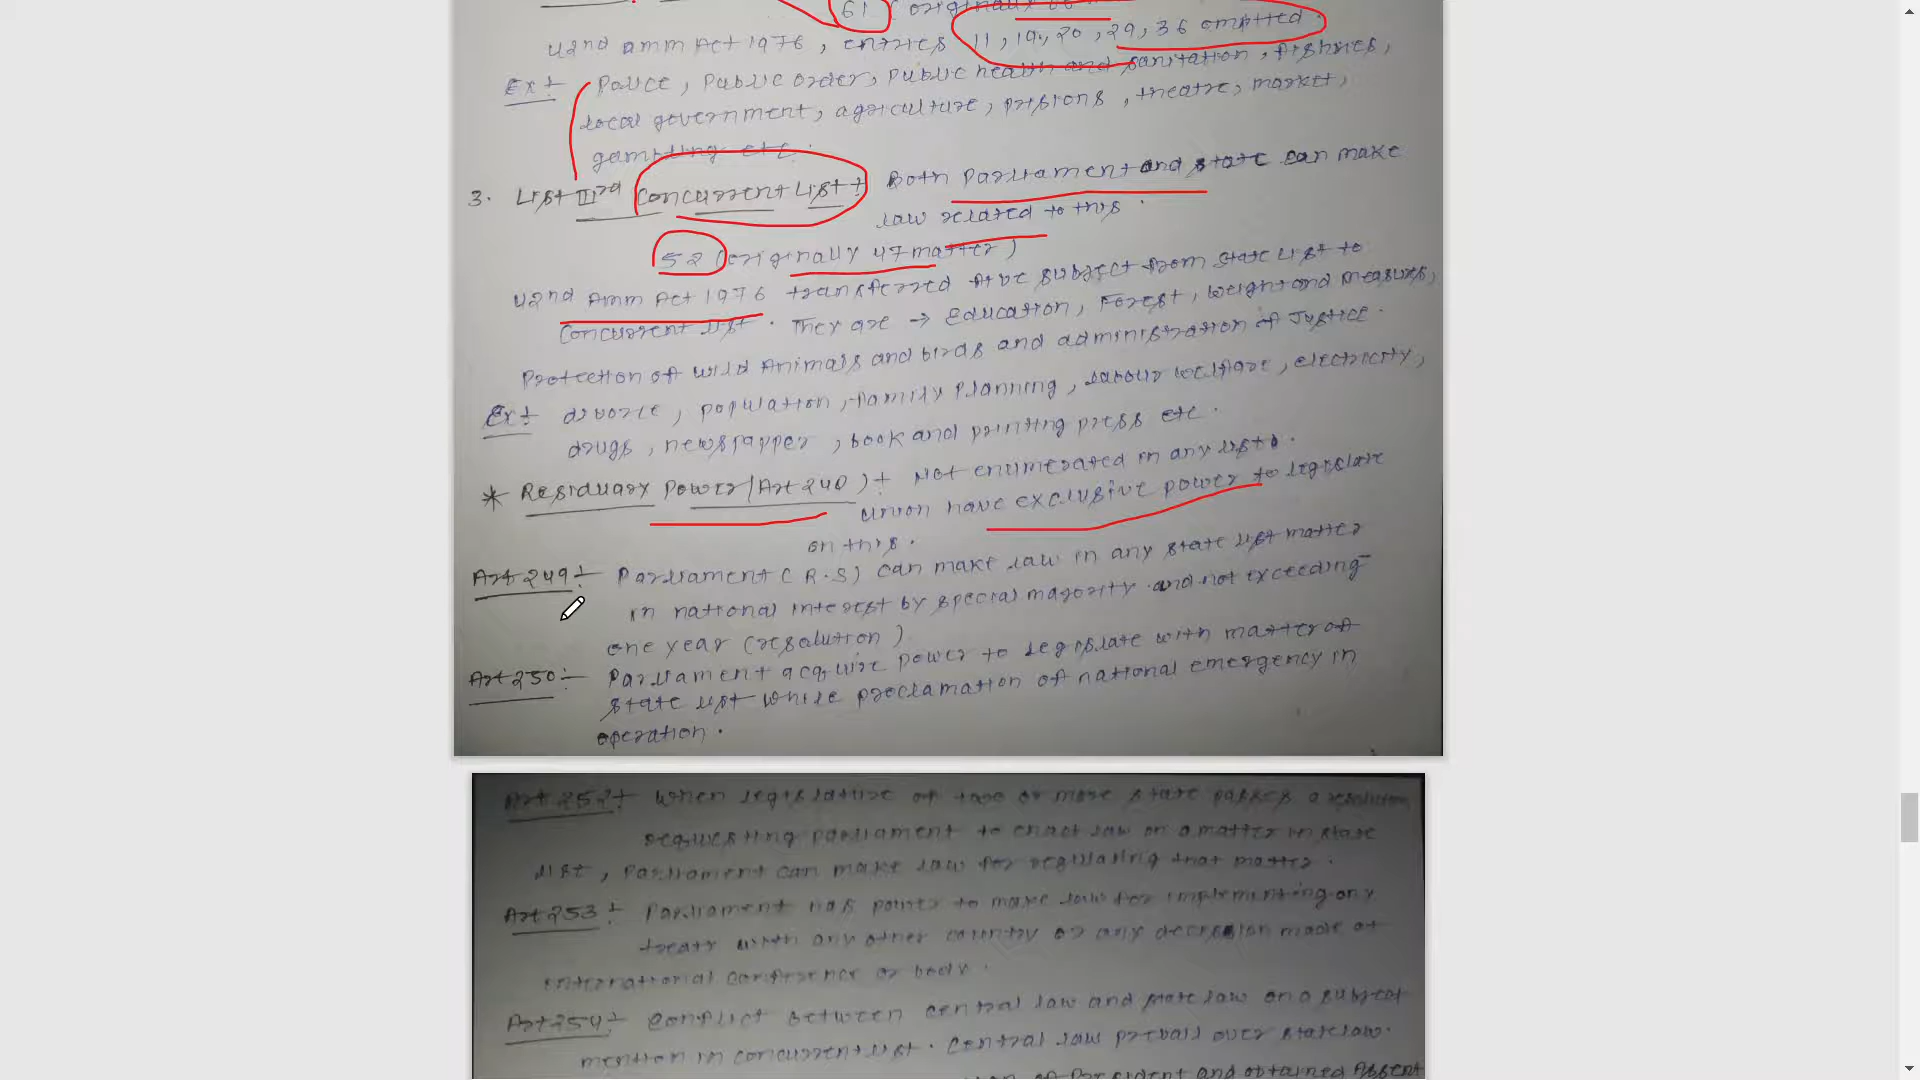 61 (originally
42nd amm Act 1976, entries 11, 19, 20, 29, 36 omitted.
Ex:- Police, Public order, public health and sanitation, fishries,
local government, agriculture, prisions, theatre, market,
gambling etc.
3. List IIIrd Concurrent List:- Both Parliament and state can make
law related to this.
52 (originally 47 matter)
42nd Amm Act 1976 transferred five subject from state list to
concurrent list. They are → Education, Forest, weight and measures,
Protection of wild Animals and birds and administration of Justice.
Ex:- divorce, population, family planning, labour welfare, electricity,
drugs, newspapper, book and printing press etc.
* Residuary Power (Art 248):- Not enumerated in any lists.
union have exclusive power to legislate
on this.
Art 249:- Parliament (R.S) can make law in any state list matter
in national interest by special majority and not exceeding
one year (resolution)
Art 250:- Parliament acquire power to legislate with matter of
state list while proclamation of national emergency in
operation.
Art 252:- when legislative of two or more state passes a resolution
requesting parliament to enact law on a matter in state
list, Parliament can make law for regulating that matter.
Art 253:- Parliament has power to make law for implementing any
treaty with any other country or any decision made at
international conference or body.
Art 254:- Conflict between central law and state law on a subject
mention in concurrent list. Central law prevail over state law.
of President and obtained Assent